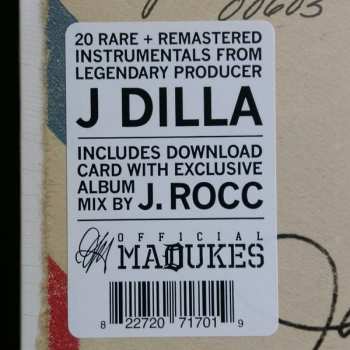 00603
20 RARE + REMASTERED
INSTRUMENTALS FROM
LEGENDARY PRODUCER
J DILLA
INCLUDES DOWNLOAD
CARD WITH EXCLUSIVE
ALBUM
MIX BY J. ROCC
OFFICIAL
MADUKES
8 22720 71701 9